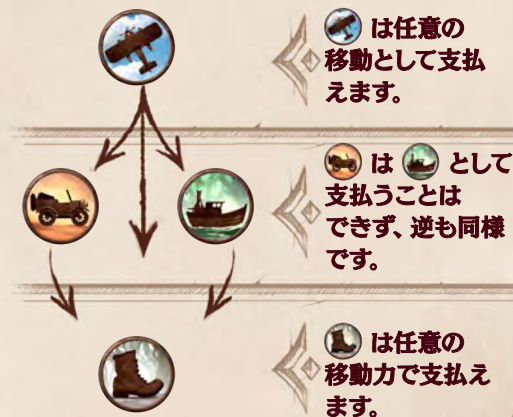 は任意の
移動として支払
えます。
は として
支払うことは
できず、逆も同様
です。
は任意の
移動力で支払え
ます。